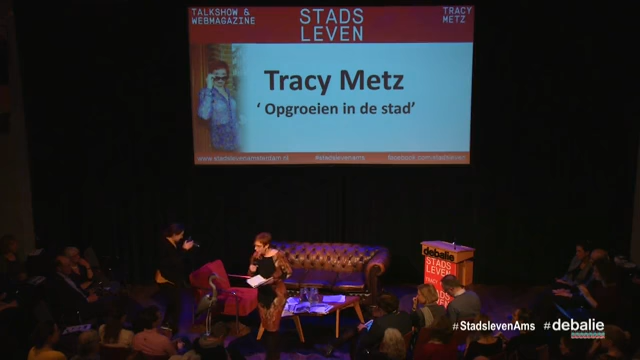 TALKSHOW &
WEBMAGAZINE
STADS
LEVEN
TRACY
METZ
Tracy Metz
‘ Opgroeien in de stad’
www.stadslevenamsterdam.nl
#stadslevenams
facebook.com/stadsleven
debalie
STADS
LEVEN
#StadslevenAms #debalie